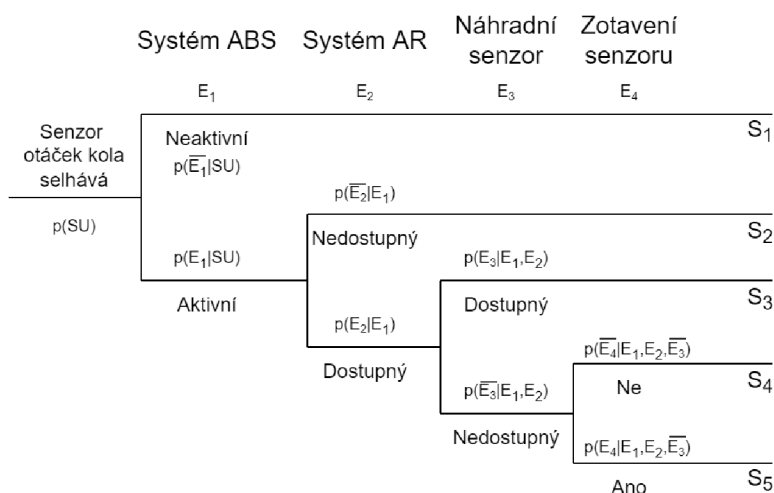 Systém ABS
Systém AR
Náhradní
senzor
Zotavení
senzoru
E₁
E₂
E₃
E₄
Senzor
otáček kola
selhává
p(SU)
Neaktivní
p(E̅₁|SU)
S₁
p(E̅₂|E₁)
Nedostupný
S₂
p(E₁|SU)
Aktivní
p(E₃|E₁,E₂)
Dostupný
S₃
p(E₂|E₁)
Dostupný
p(E̅₄|E₁,E₂,E̅₃)
Ne
S₄
p(E̅₃|E₁,E₂)
Nedostupný
p(E₄|E₁,E₂,E̅₃)
Ano
S₅